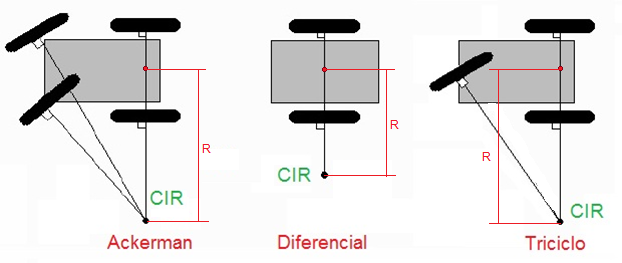 R
CIR
Ackerman
R
CIR
Diferencial
R
CIR
Triciclo